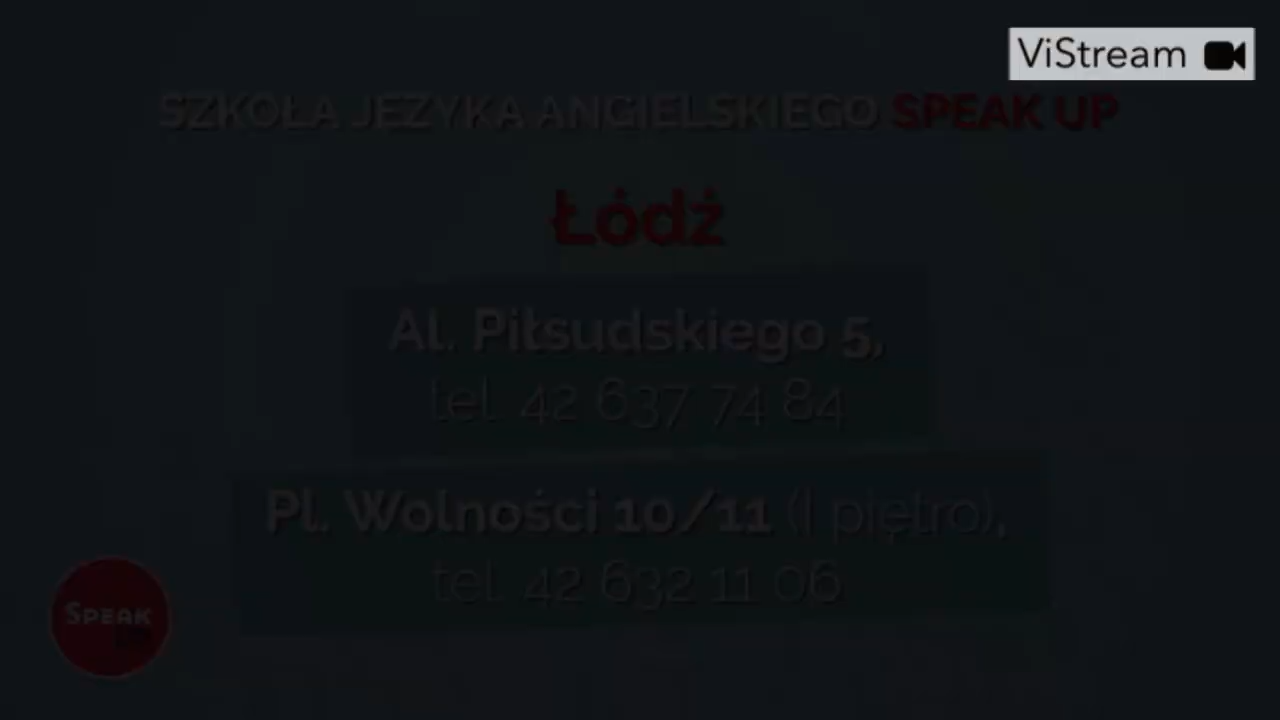 ViStream
SZKOŁA JĘZYKA ANGIELSKIEGO SPEAK UP
Łódź
Al. Piłsudskiego 5,
tel. 42 637 74 84
Pl. Wolności 10/11 (I piętro),
tel. 42 632 11 06
SPEAK
UP